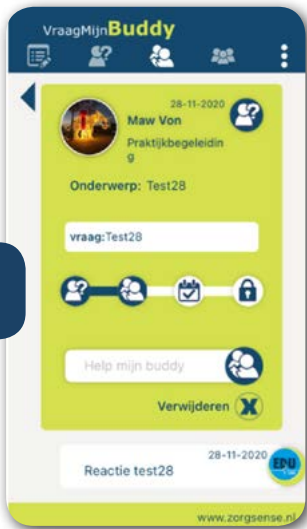 VraagMijnBuddy
28-11-2020
Maw Von
Praktijkbegeleidin
g
Onderwerp: Test28
vraag:Test28
Help mijn buddy
Verwijderen X
28-11-2020
EDU
Reactie test28
www.zorgsense.nl